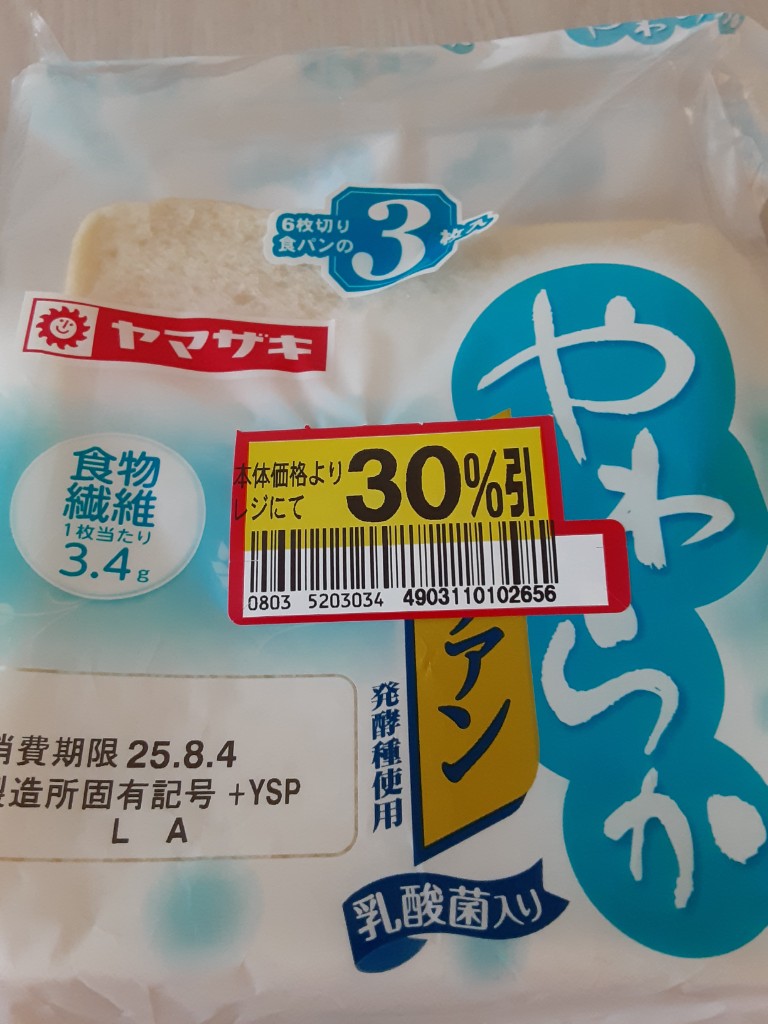 やわ
6枚切り
食パンの
3
枚入
ヤマザキ
やわらか
食物
繊維
1枚当たり
3.4g
本体価格より
レジにて
30%引
0803 5203034 4903110102656
ァン
発酵種使用
消費期限 25.8.4
製造所固有記号 +YSP
L A
乳酸菌入り